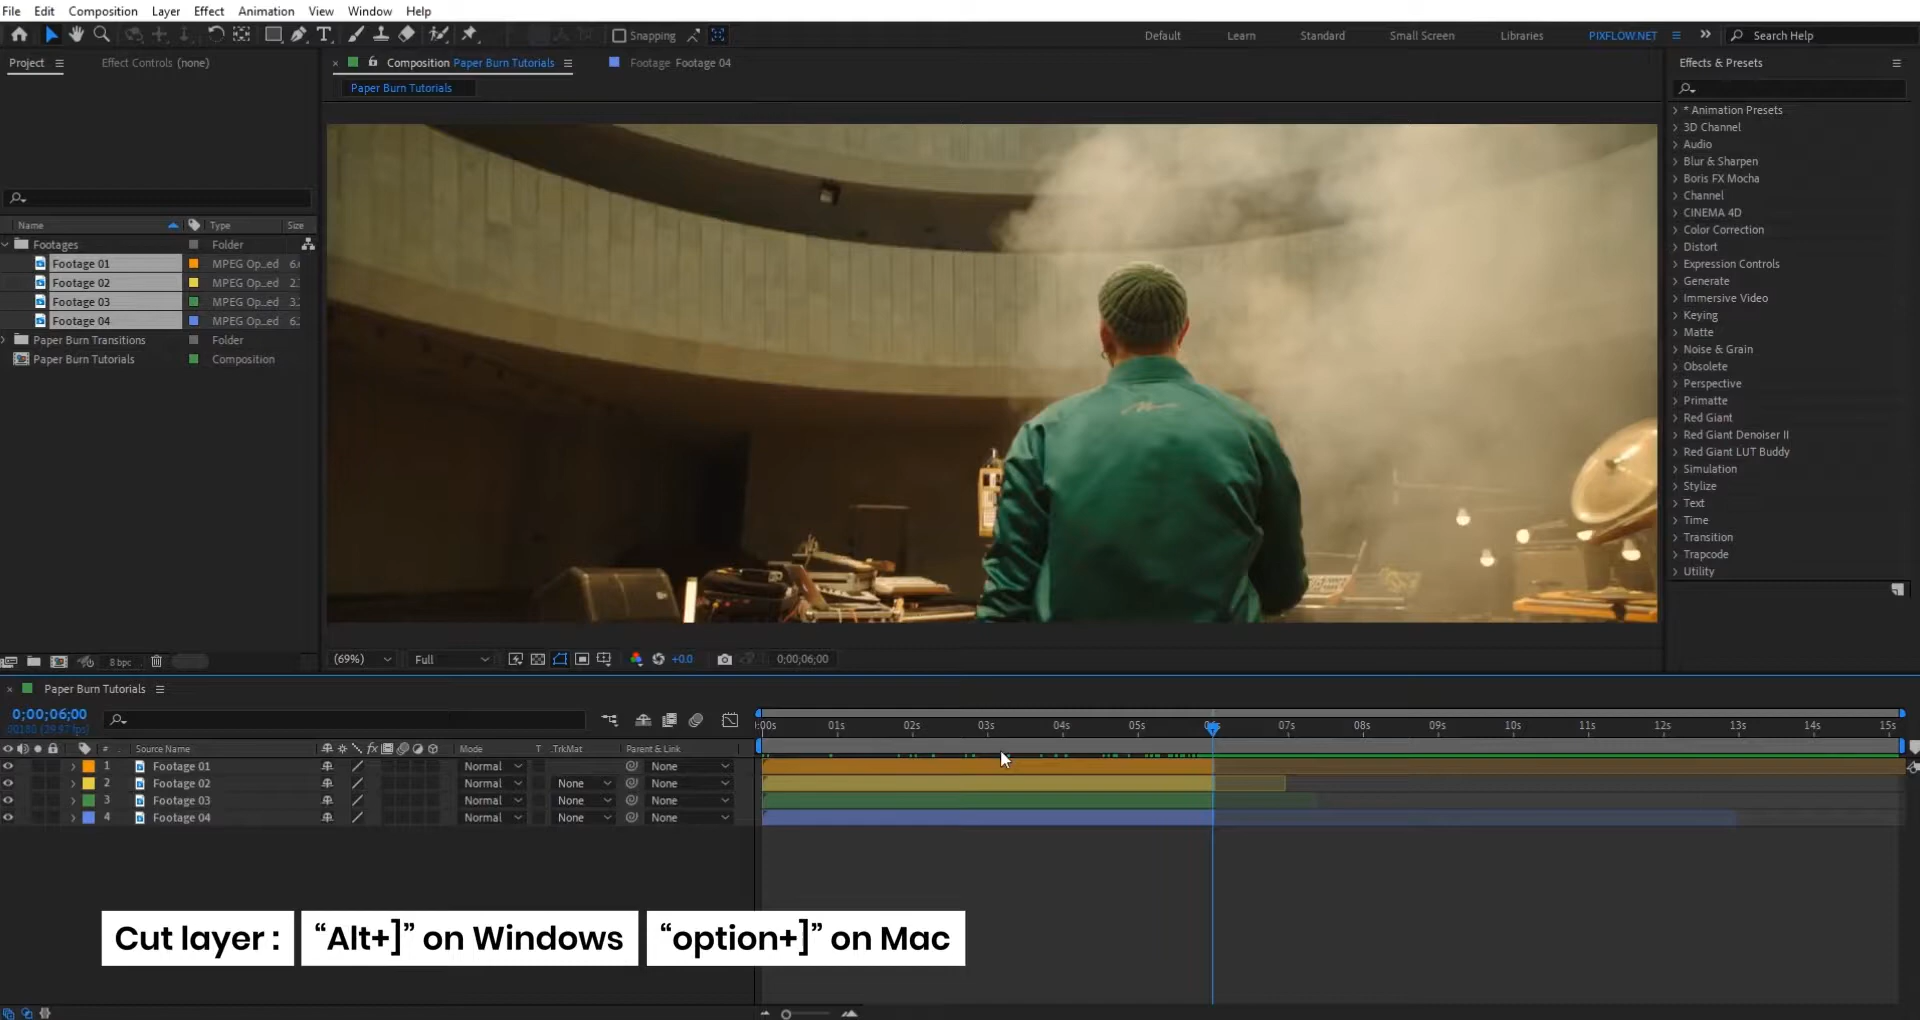 File Edit Composition Layer Effect Animation View Window Help
Snapping Default Learn Standard Small Screen Libraries PIXFLOW.NET Search Help
Project Effect Controls (none) Composition Paper Burn Tutorials Footage Footage 04 Effects & Presets
Paper Burn Tutorials
* Animation Presets
3D Channel
Audio
Blur & Sharpen
Boris FX Mocha
Channel
CINEMA 4D
Color Correction
Distort
Expression Controls
Generate
Immersive Video
Keying
Matte
Noise & Grain
Obsolete
Perspective
Primatte
Red Giant
Red Giant Denoiser II
Red Giant LUT Buddy
Simulation
Stylize
Text
Time
Transition
Trapcode
Utility
Name Type Size
Footages Folder
Footage 01 MPEG Op...ed
Footage 02 MPEG Op...ed
Footage 03 MPEG Op...ed
Footage 04 MPEG Op...ed
Paper Burn Transitions Folder
Paper Burn Tutorials Composition
8 bpc
(69%) Full +0.0 0;00;06;00
Paper Burn Tutorials
0;00;06;00
00180 (29.97 fps)
:00s 01s 02s 03s 04s 05s 06s 07s 08s 09s 10s 11s 12s 13s 14s 15s
# Source Name fx Mode T .TrkMat Parent & Link
1 Footage 01 Normal None
2 Footage 02 Normal None None
3 Footage 03 Normal None None
4 Footage 04 Normal None None
Cut layer : “Alt+]” on Windows “option+]” on Mac